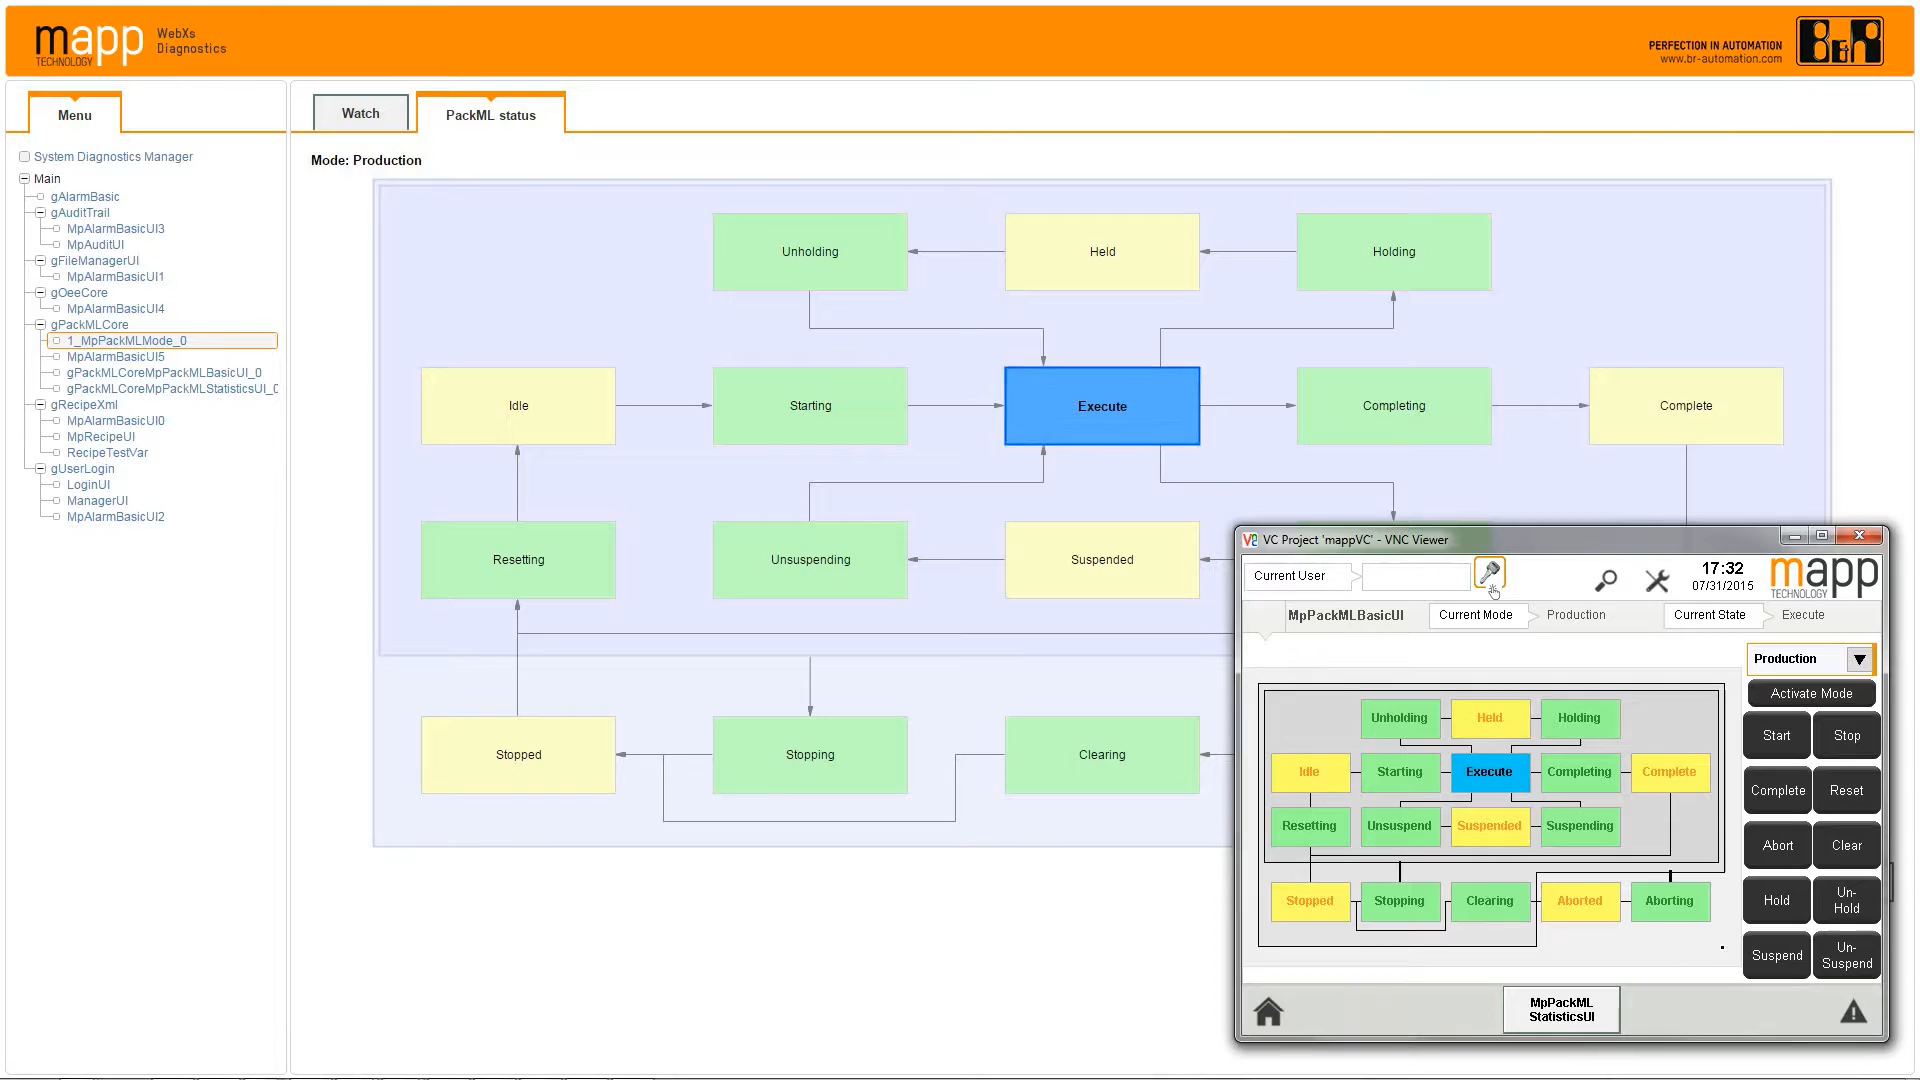 mapp
TECHNOLOGY
WebXs
Diagnostics
PERFECTION IN AUTOMATION
www.br-automation.com
B&R
Menu
System Diagnostics Manager
Main
gAlarmBasic
gAuditTrail
MpAlarmBasicUI3
MpAuditUI
gFileManagerUI
MpAlarmBasicUI1
gOeeCore
MpAlarmBasicUI4
gPackMLCore
1_MpPackMLMode_0
MpAlarmBasicUI5
gPackMLCoreMpPackMLBasicUI_0
gPackMLCoreMpPackMLStatisticsUI_0
gRecipeXml
MpAlarmBasicUI0
MpRecipeUI
RecipeTestVar
gUserLogin
LoginUI
ManagerUI
MpAlarmBasicUI2
Watch
PackML status
Mode: Production
Unholding
Held
Holding
Idle
Starting
Execute
Completing
Complete
Resetting
Unsuspending
Suspended
Stopped
Stopping
Clearing
VC Project 'mappVC' - VNC Viewer
Current User
17:32
07/31/2015
mapp
TECHNOLOGY
MpPackMLBasicUI
Current Mode
Production
Current State
Execute
Production
Activate Mode
Start
Stop
Complete
Reset
Abort
Clear
Hold
Un-
Hold
Suspend
Un-
Suspend
Unholding
Held
Holding
Idle
Starting
Execute
Completing
Complete
Resetting
Unsuspend
Suspended
Suspending
Stopped
Stopping
Clearing
Aborted
Aborting
MpPackML
StatisticsUI